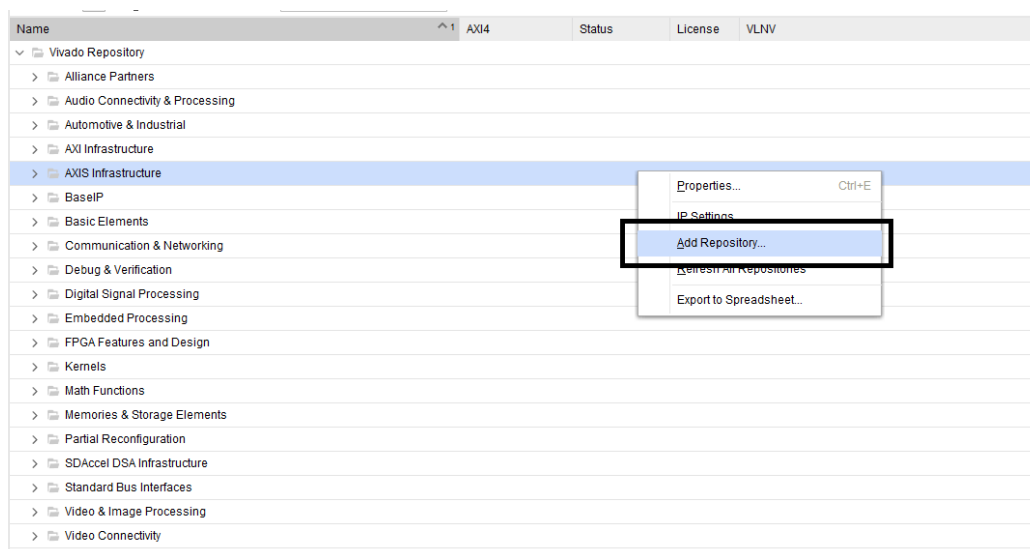 Name ^ 1 AXI4 Status License VLNV
Vivado Repository
Alliance Partners
Audio Connectivity & Processing
Automotive & Industrial
AXI Infrastructure
AXIS Infrastructure
Properties... Ctrl+E
BaseIP
IP Settings
Basic Elements
Communication & Networking
Add Repository...
Debug & Verification
Refresh All Repositories
Digital Signal Processing
Export to Spreadsheet...
Embedded Processing
FPGA Features and Design
Kernels
Math Functions
Memories & Storage Elements
Partial Reconfiguration
SDAccel DSA Infrastructure
Standard Bus Interfaces
Video & Image Processing
Video Connectivity